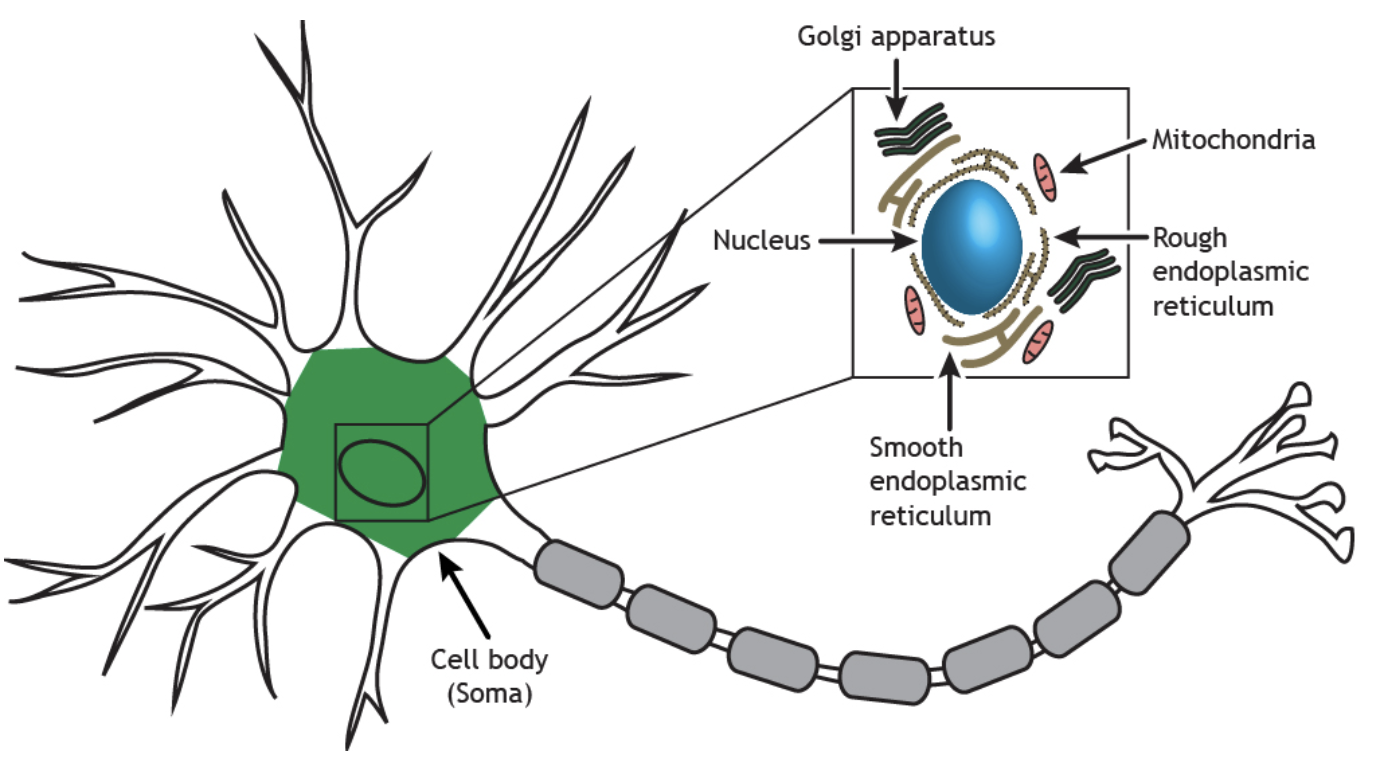 Golgi apparatus
Mitochondria
Nucleus
Rough
endoplasmic
reticulum
Smooth
endoplasmic
reticulum
Cell body
(Soma)